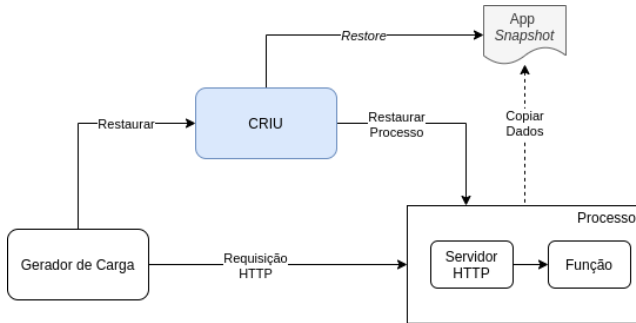 App
Snapshot
Restore
Restaurar
CRIU
Restaurar
Processo
Copiar
Dados
Processo
Gerador de Carga
Requisição
HTTP
Servidor
HTTP
Função